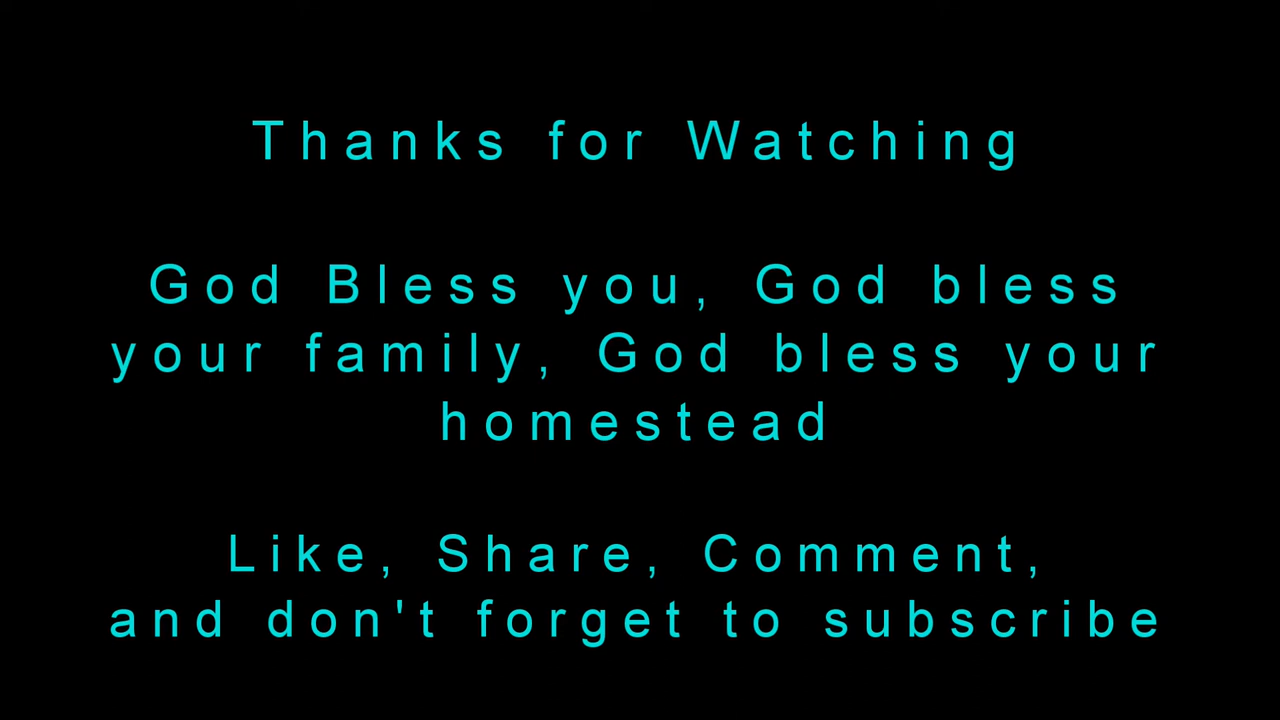 Thanks for Watching
God Bless you, God bless
your family, God bless your
homestead
Like, Share, Comment,
and don't forget to subscribe